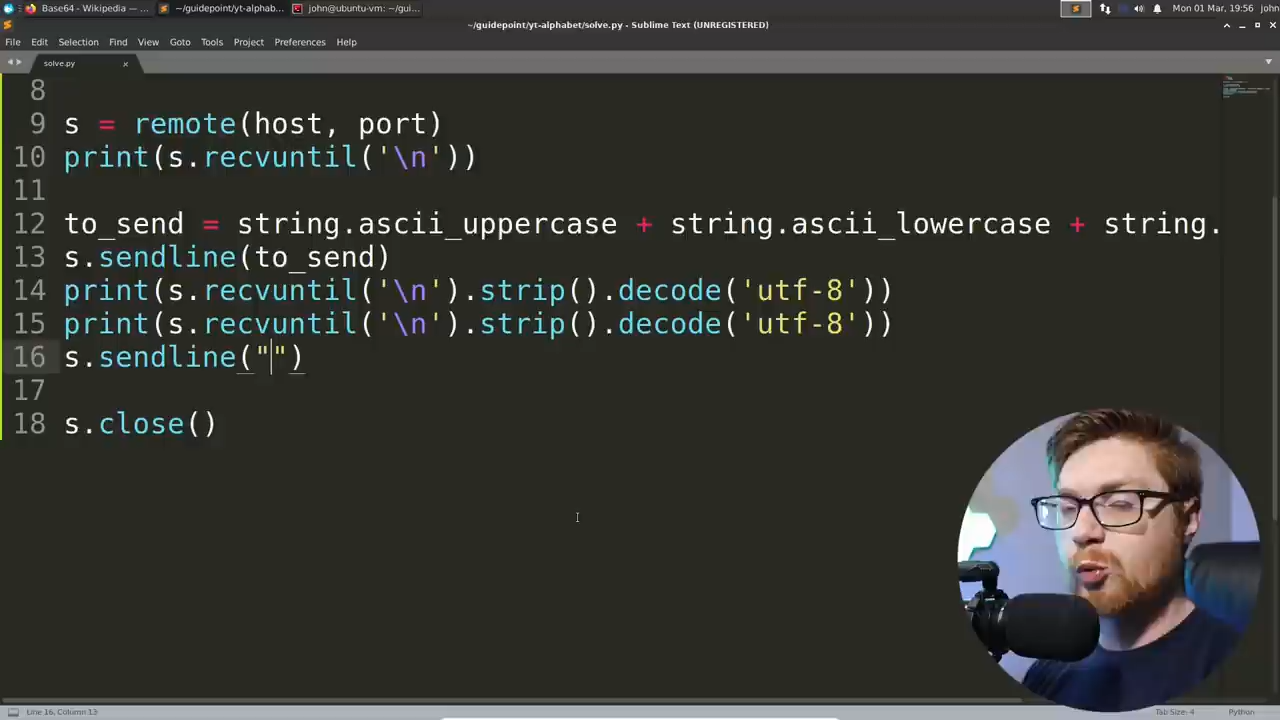 Base64 - Wikipedia — ...
~/guidepoint/yt-alphab...
john@ubuntu-vm: ~/gui...
Mon 01 Mar, 19:56 john
~/guidepoint/yt-alphabet/solve.py - Sublime Text (UNREGISTERED)
File Edit Selection Find View Goto Tools Project Preferences Help
solve.py
8
9 s = remote(host, port)
10 print(s.recvuntil('\n'))
11
12 to_send = string.ascii_uppercase + string.ascii_lowercase + string.
13 s.sendline(to_send)
14 print(s.recvuntil('\n').strip().decode('utf-8'))
15 print(s.recvuntil('\n').strip().decode('utf-8'))
16 s.sendline("")
17
18 s.close()
Line 16, Column 13
Tab Size: 4
Python